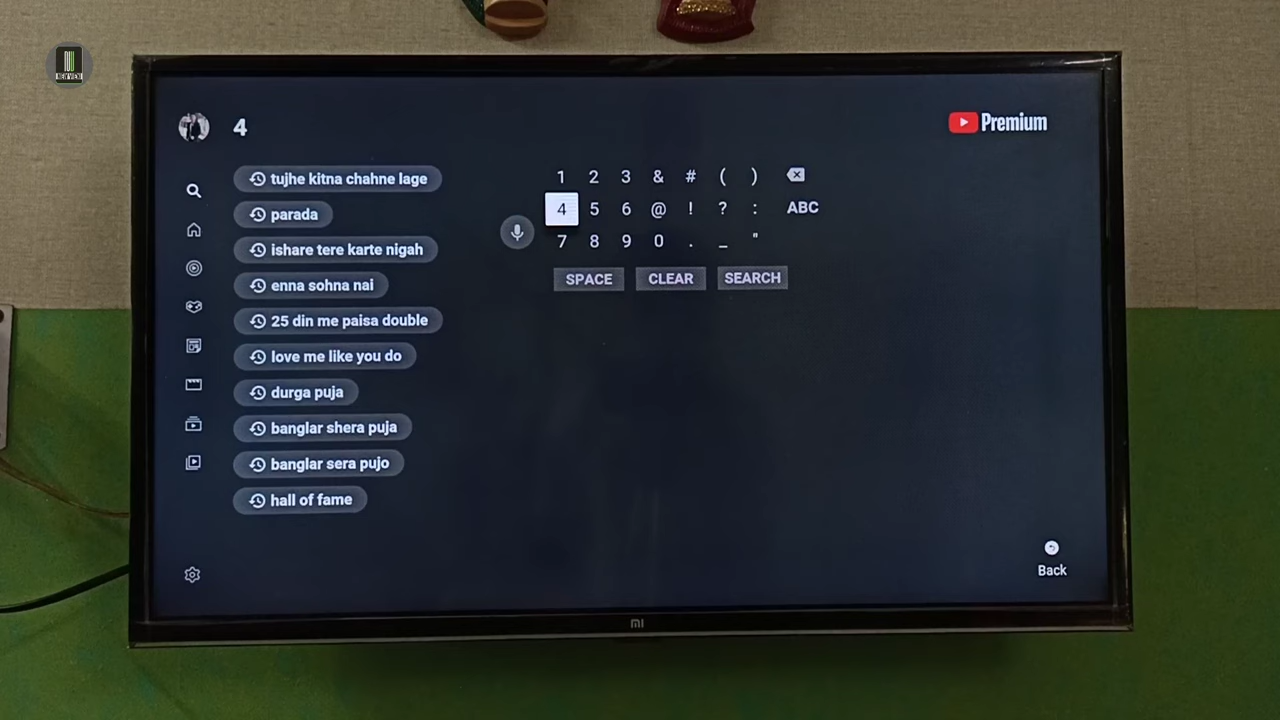 NEW VIEW
4
Premium
tujhe kitna chahne lage
parada
ishare tere karte nigah
enna sohna nai
25 din me paisa double
love me like you do
durga puja
banglar shera puja
banglar sera pujo
hall of fame
1 2 3 & # ( )
4 5 6 @ ! ? : ABC
7 8 9 0 . _ "
SPACE CLEAR SEARCH
Back
mi